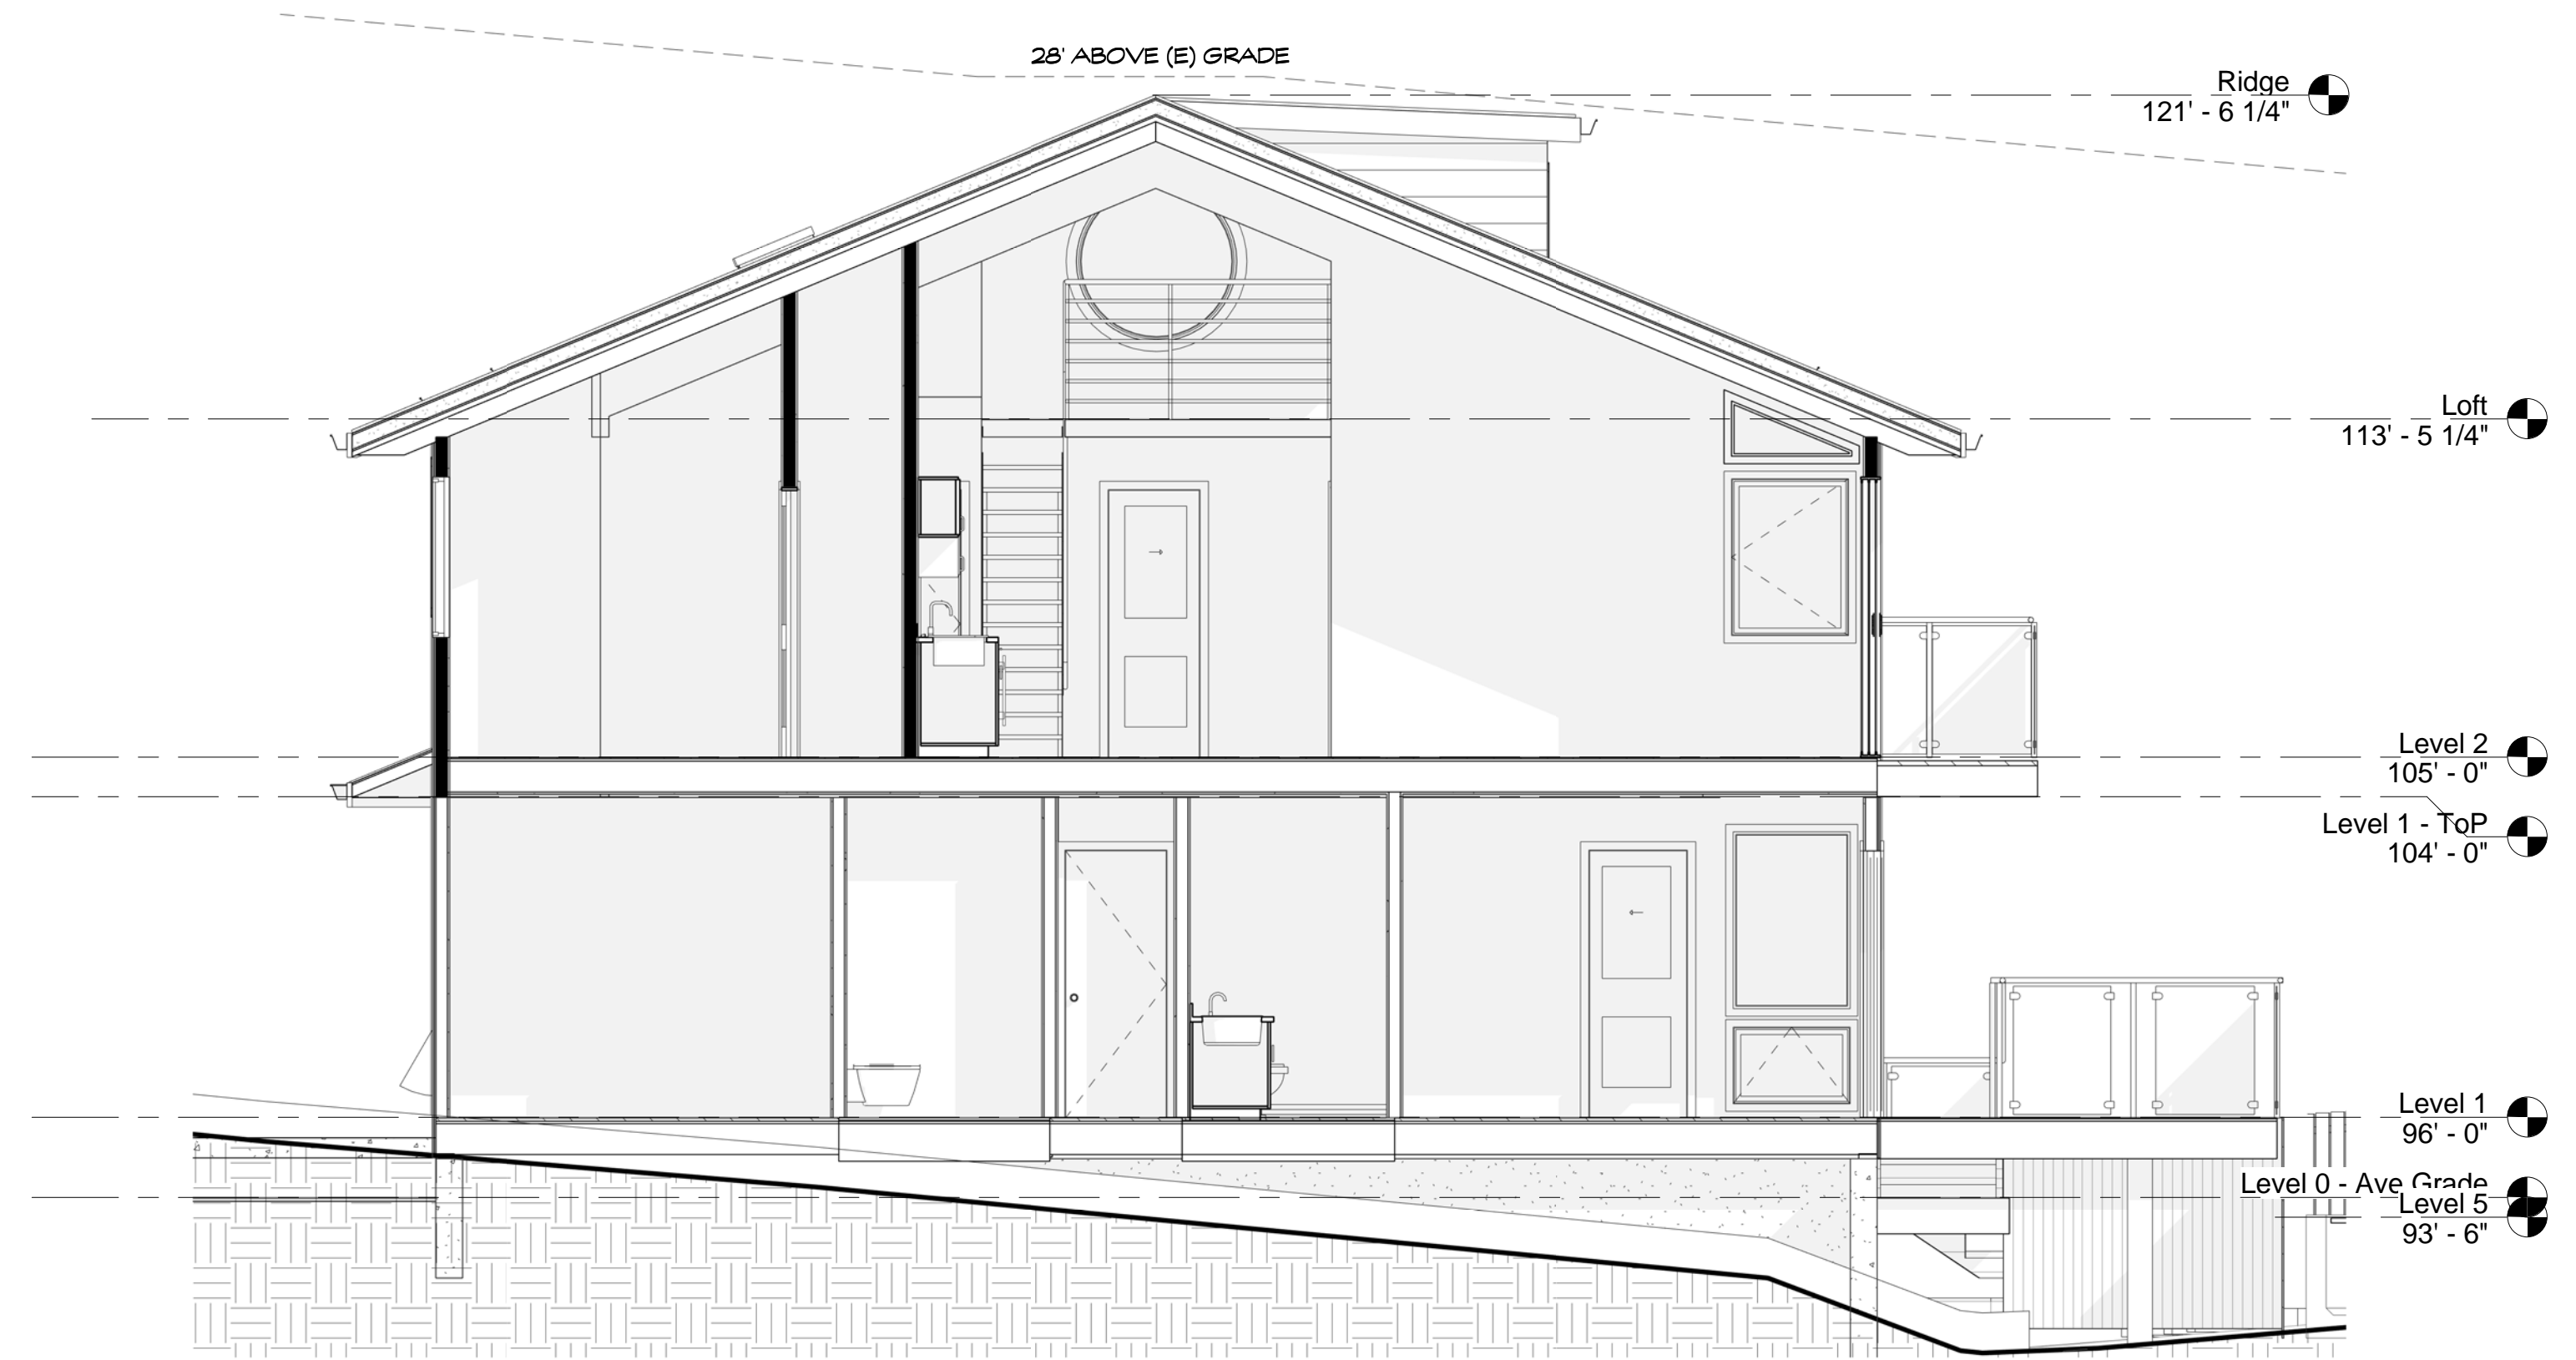 28' ABOVE (E) GRADE
Ridge
121' - 6 1/4"
Loft
113' - 5 1/4"
Level 2
105' - 0"
Level 1 - ToP
104' - 0"
Level 1
96' - 0"
Level 0 - Ave Grade
Level 5
93' - 6"